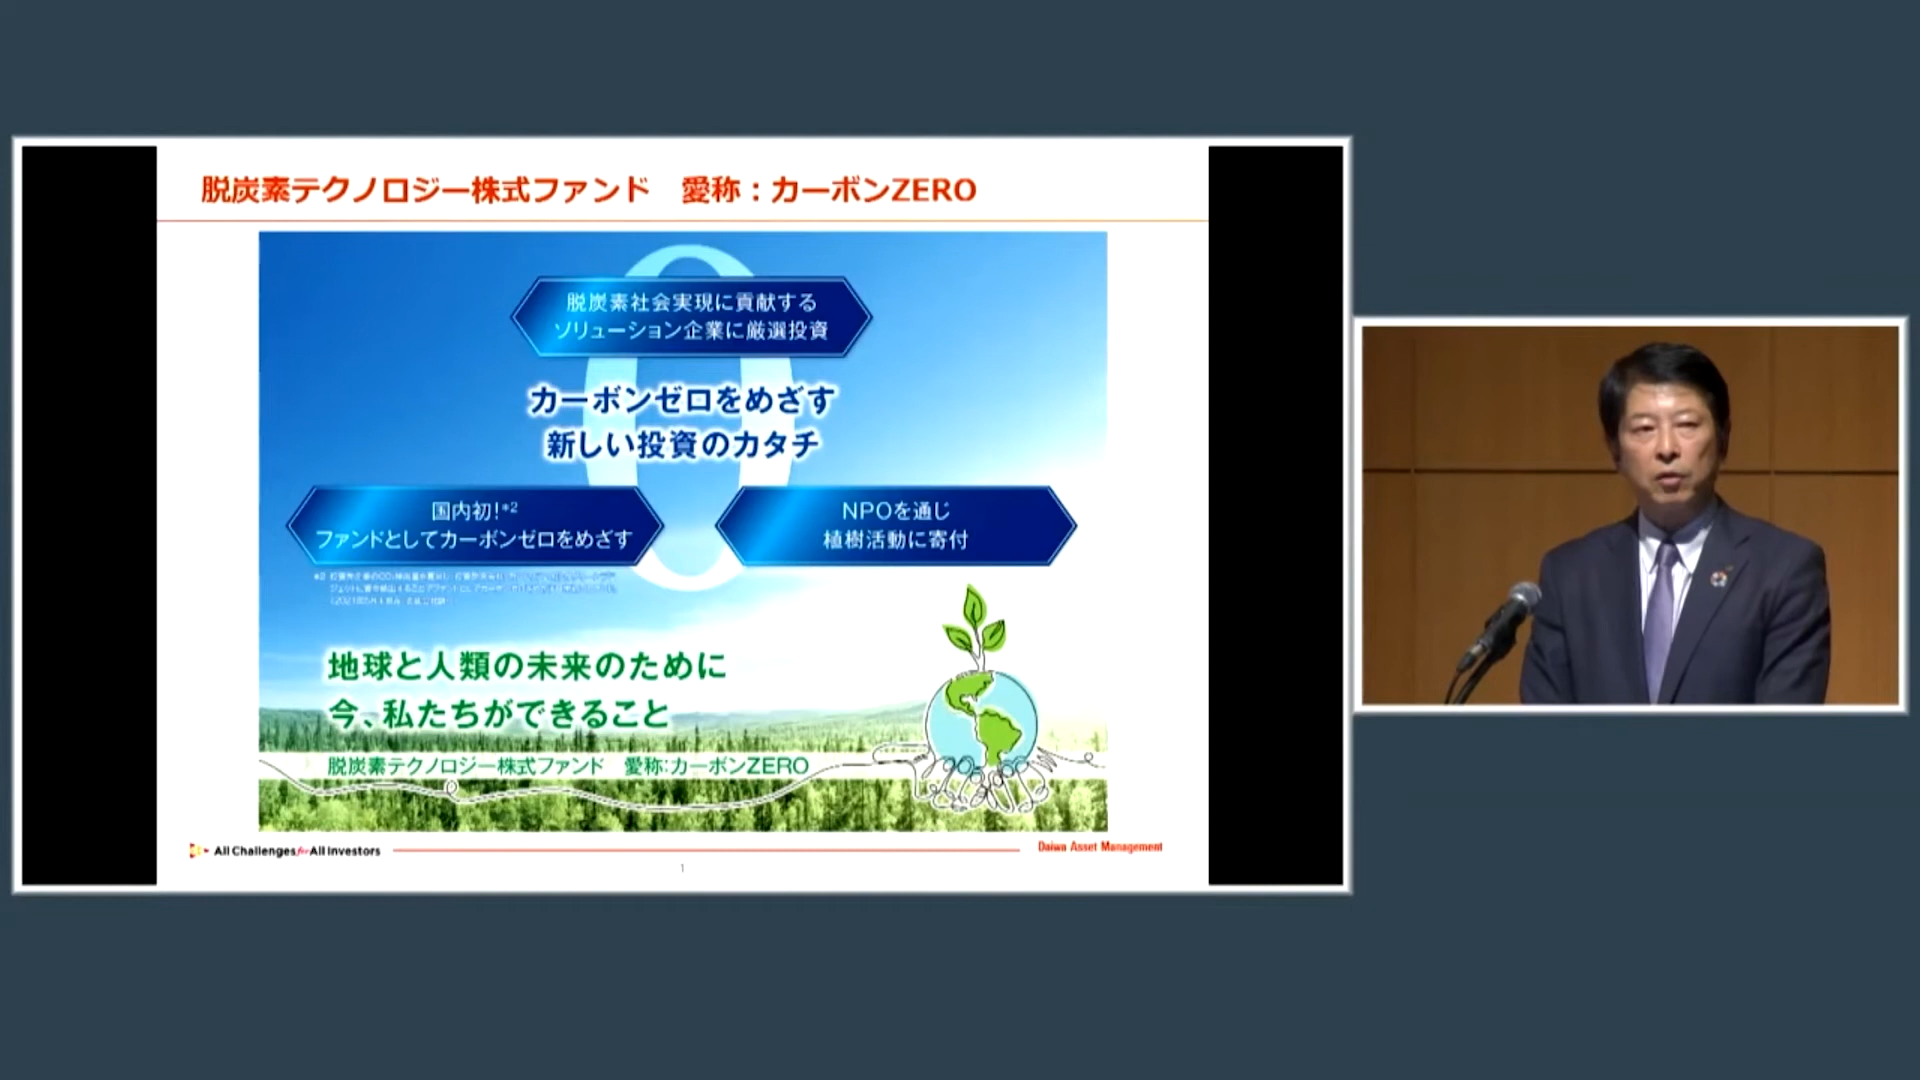 脱炭素テクノロジー株式ファンド　愛称：カーボンZERO
脱炭素社会実現に貢献する
ソリューション企業に厳選投資
カーボンゼロをめざす
新しい投資のカタチ
国内初!*2
ファンドとしてカーボンゼロをめざす
NPOを通じ
植樹活動に寄付
地球と人類の未来のために
今、私たちができること
脱炭素テクノロジー株式ファンド　愛称:カーボンZERO
All Challenges for All Investors
Daiwa Asset Management
1